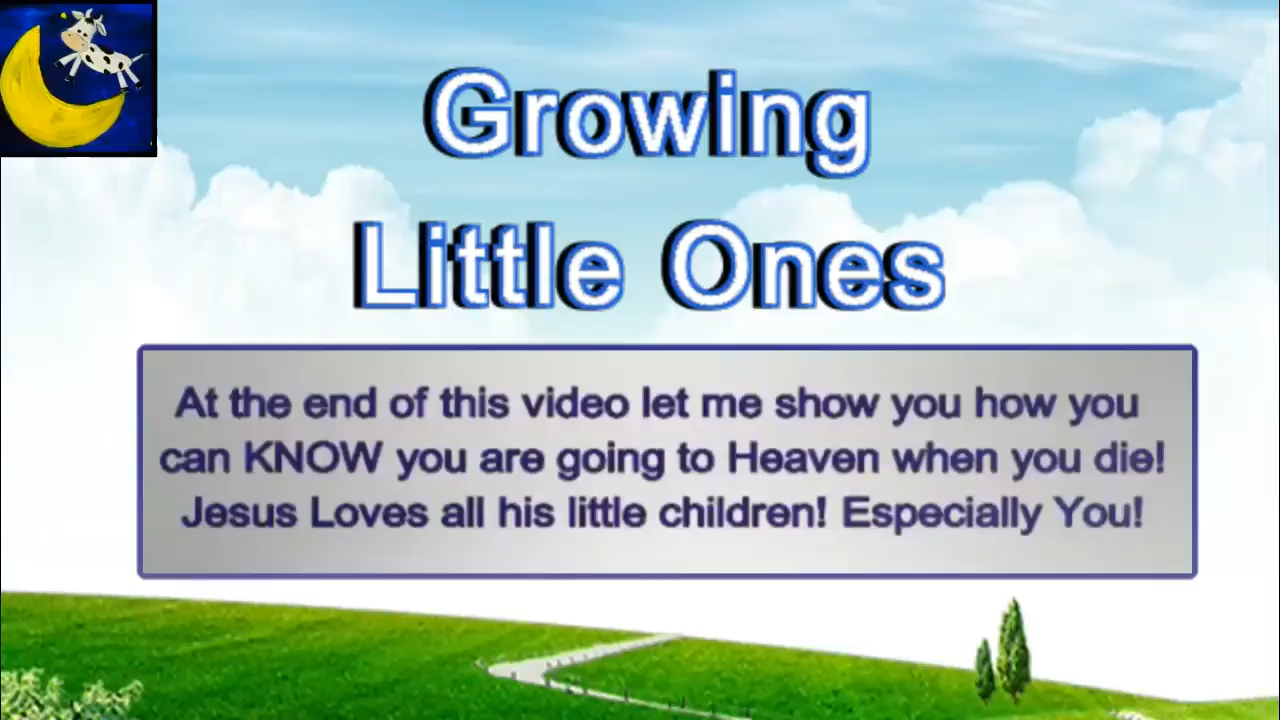 Growing
Little Ones
At the end of this video let me show you how you
can KNOW you are going to Heaven when you die!
Jesus Loves all his little children! Especially You!